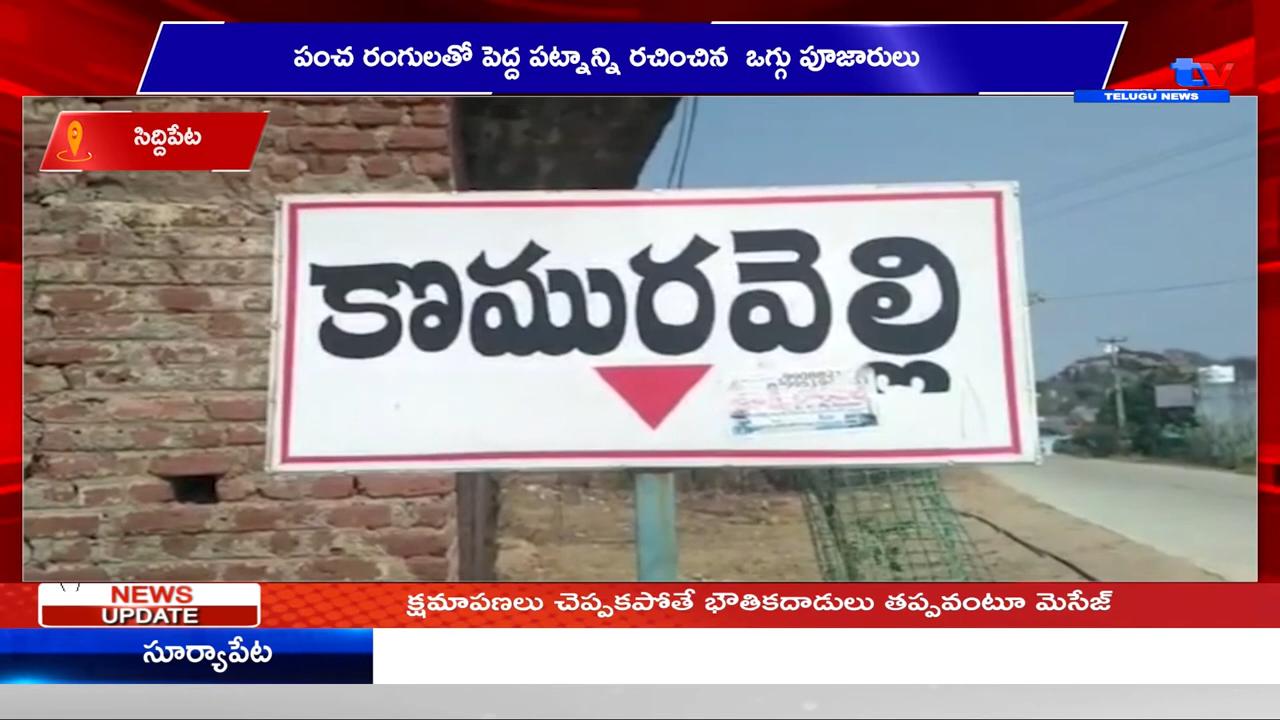 పంచ రంగులతో పెద్ద పట్నాన్ని రచించిన ఒగ్గు పూజారులు
tv
TELUGU NEWS
సిద్దిపేట
కొమురవెల్లి
NEWS
UPDATE
క్షమాపణలు చెప్పకపోతే భౌతికదాడులు తప్పవంటూ మెసేజ్
సూర్యాపేట